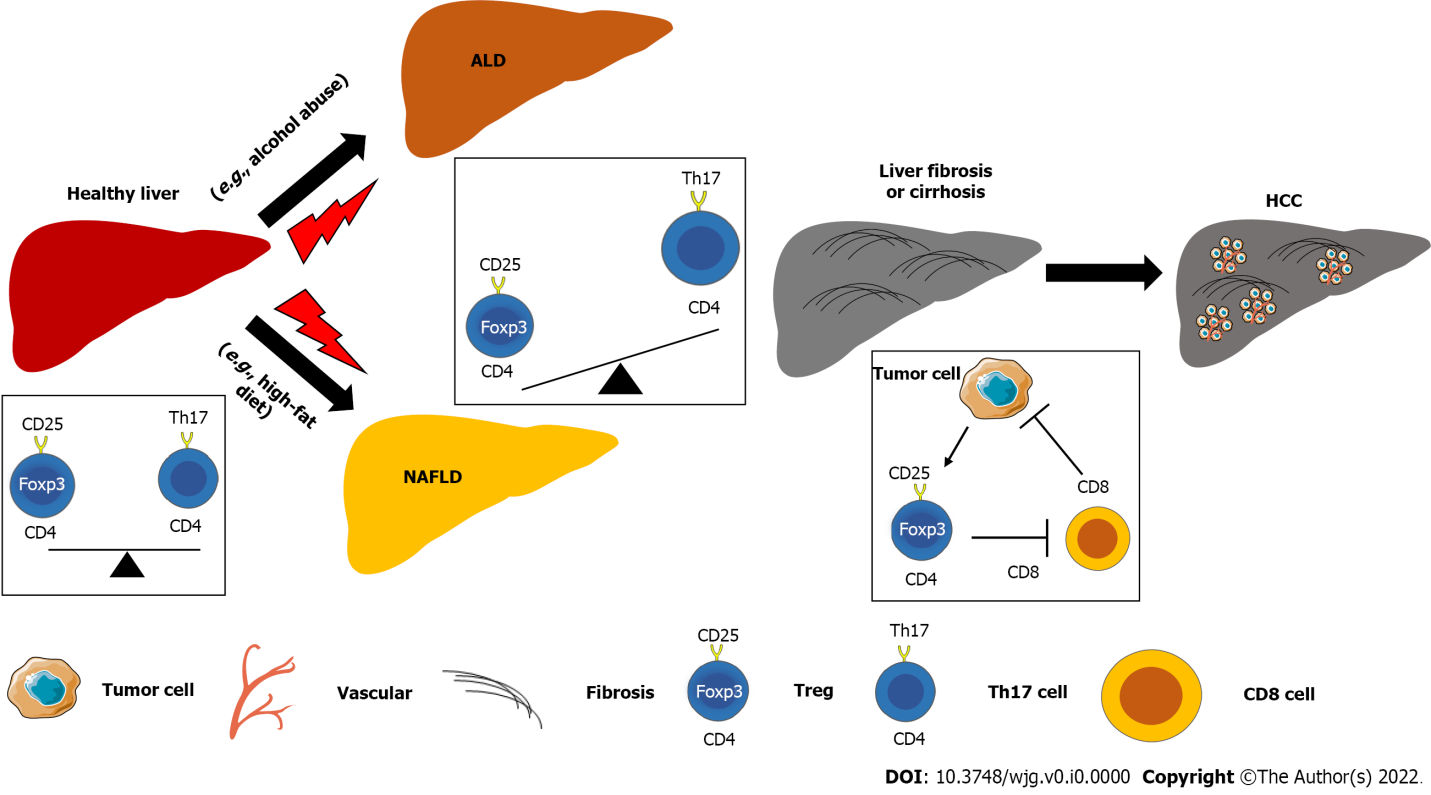 ALD
(e.g., alcohol abuse)
Healthy liver
Th17
CD25
Foxp3
CD4
CD4
Liver fibrosis
or cirrhosis
HCC
(e.g., high-fat
diet)
NAFLD
CD25
Th17
Foxp3
CD4
CD4
Tumor cell
CD25
CD8
Foxp3
CD4
CD8
Tumor cell
Vascular
Fibrosis
CD25
Foxp3
CD4
Treg
Th17
CD4
Th17 cell
CD8 cell
DOI: 10.3748/wjg.v0.i0.0000 Copyright ©The Author(s) 2022.